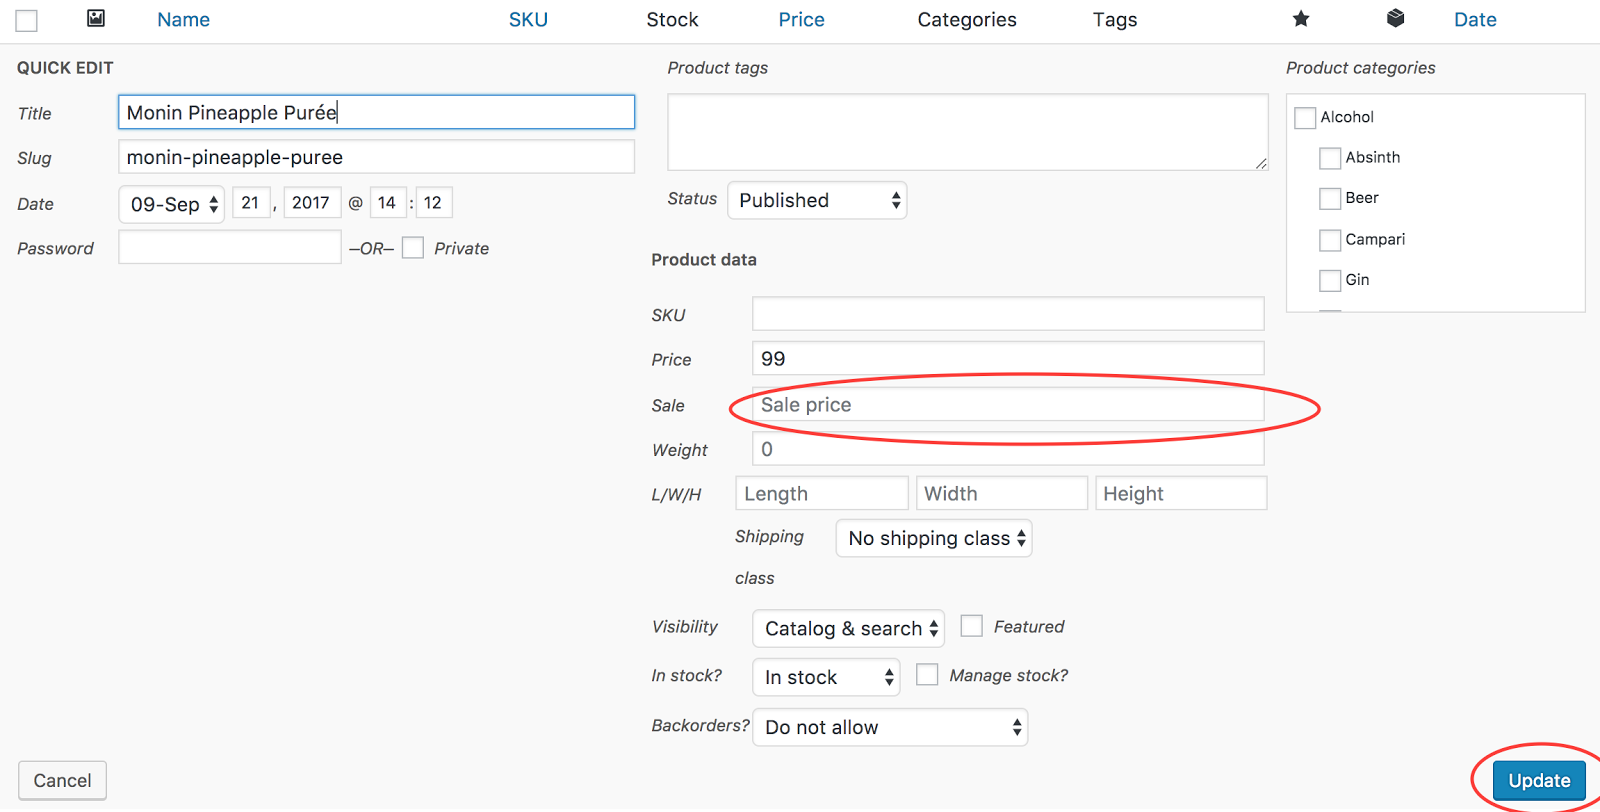 Name SKU Stock Price Categories Tags Date
QUICK EDIT
Title Monin Pineapple Purée
Slug monin-pineapple-puree
Date 09-Sep 21 , 2017 @ 14 : 12
Password –OR– Private
Product tags
Status Published
Product data
SKU
Price 99
Sale Sale price
Weight 0
L/W/H Length Width Height
Shipping No shipping class
class
Visibility Catalog & search Featured
In stock? In stock Manage stock?
Backorders? Do not allow
Product categories
Alcohol
Absinth
Beer
Campari
Gin
Cancel Update